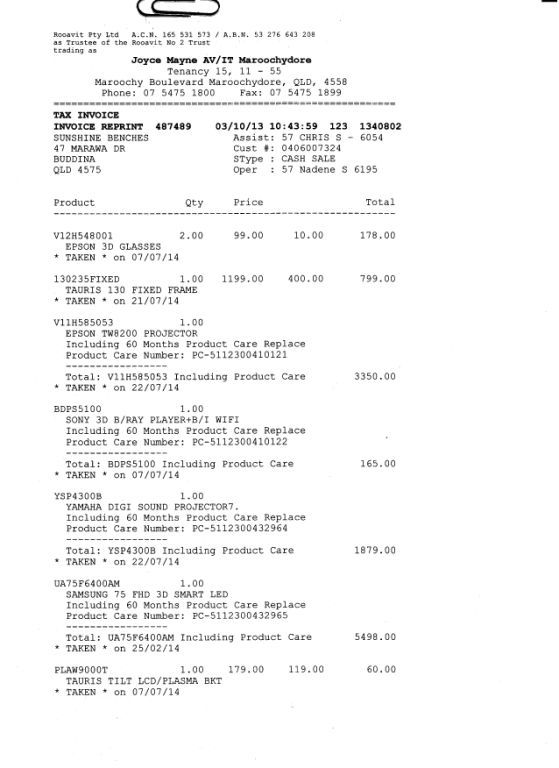 Rooavit Pty Ltd   A.C.N. 165 531 573 / A.B.N. 53 276 643 208
as Trustee of the Rooavit No 2 Trust
trading as
Joyce Mayne AV/IT Maroochydore
Tenancy 15, 11 - 55
Maroochy Boulevard Maroochydore, QLD, 4558
Phone: 07 5475 1800    Fax: 07 5475 1899
TAX INVOICE
INVOICE REPRINT  487489    03/10/13 10:43:59  123  1340802
SUNSHINE BENCHES    Assist: 57 CHRIS S - 6054
47 MARAWA DR    Cust #: 0406007324
BUDDINA    SType : CASH SALE
QLD 4575    Oper  : 57 Nadene S 6195
Product    Qty    Price    Total
V12H548001    2.00    99.00    10.00    178.00
EPSON 3D GLASSES
* TAKEN * on 07/07/14
130235FIXED    1.00    1199.00    400.00    799.00
TAURIS 130 FIXED FRAME
* TAKEN * on 21/07/14
V11H585053    1.00
EPSON TW8200 PROJECTOR
Including 60 Months Product Care Replace
Product Care Number: PC-5112300410121
Total: V11H585053 Including Product Care    3350.00
* TAKEN * on 22/07/14
BDPS5100    1.00
SONY 3D B/RAY PLAYER+B/I WIFI
Including 60 Months Product Care Replace
Product Care Number: PC-5112300410122
Total: BDPS5100 Including Product Care    165.00
* TAKEN * on 07/07/14
YSP4300B    1.00
YAMAHA DIGI SOUND PROJECTOR7.
Including 60 Months Product Care Replace
Product Care Number: PC-5112300432964
Total: YSP4300B Including Product Care    1879.00
* TAKEN * on 22/07/14
UA75F6400AM    1.00
SAMSUNG 75 FHD 3D SMART LED
Including 60 Months Product Care Replace
Product Care Number: PC-5112300432965
Total: UA75F6400AM Including Product Care    5498.00
* TAKEN * on 25/02/14
PLAW9000T    1.00    179.00    119.00    60.00
TAURIS TILT LCD/PLASMA BKT
* TAKEN * on 07/07/14